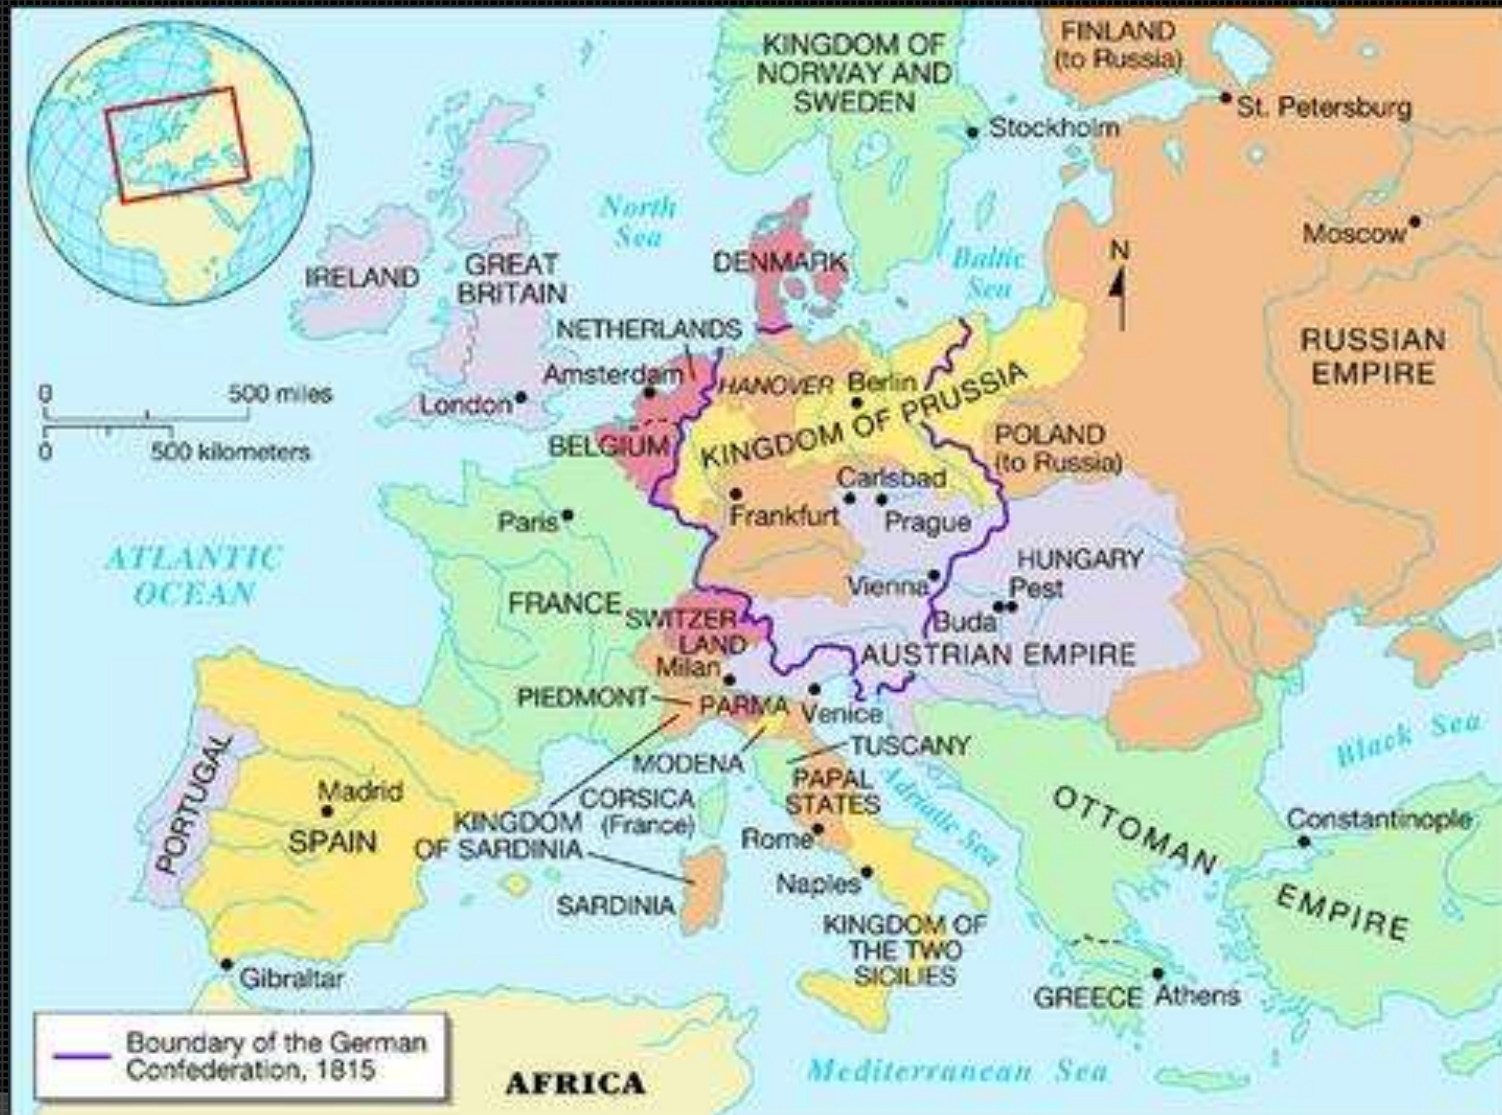 KINGDOM OF
NORWAY AND
SWEDEN
FINLAND
(to Russia)
St. Petersburg
Stockholm
North
Sea
Moscow
Baltic
Sea
N
DENMARK
IRELAND
GREAT
BRITAIN
NETHERLANDS
RUSSIAN
EMPIRE
0
500 miles
Amsterdam
HANOVER
Berlin
London
0
500 kilometers
BELGIUM
KINGDOM OF PRUSSIA
POLAND
(to Russia)
Carlsbad
Frankfurt
Prague
Paris
ATLANTIC
OCEAN
HUNGARY
Vienna
Pest
Buda
FRANCE
SWITZER-
LAND
AUSTRIAN EMPIRE
Milan
PIEDMONT
PARMA
Venice
Black Sea
TUSCANY
MODENA
PORTUGAL
Madrid
SPAIN
CORSICA
(France)
PAPAL
STATES
Adriatic Sea
OTTOMAN
EMPIRE
Constantinople
KINGDOM
OF SARDINIA
Rome
Naples
SARDINIA
KINGDOM OF
THE TWO
SICILIES
Gibraltar
GREECE
Athens
Boundary of the German
Confederation, 1815
AFRICA
Mediterranean Sea